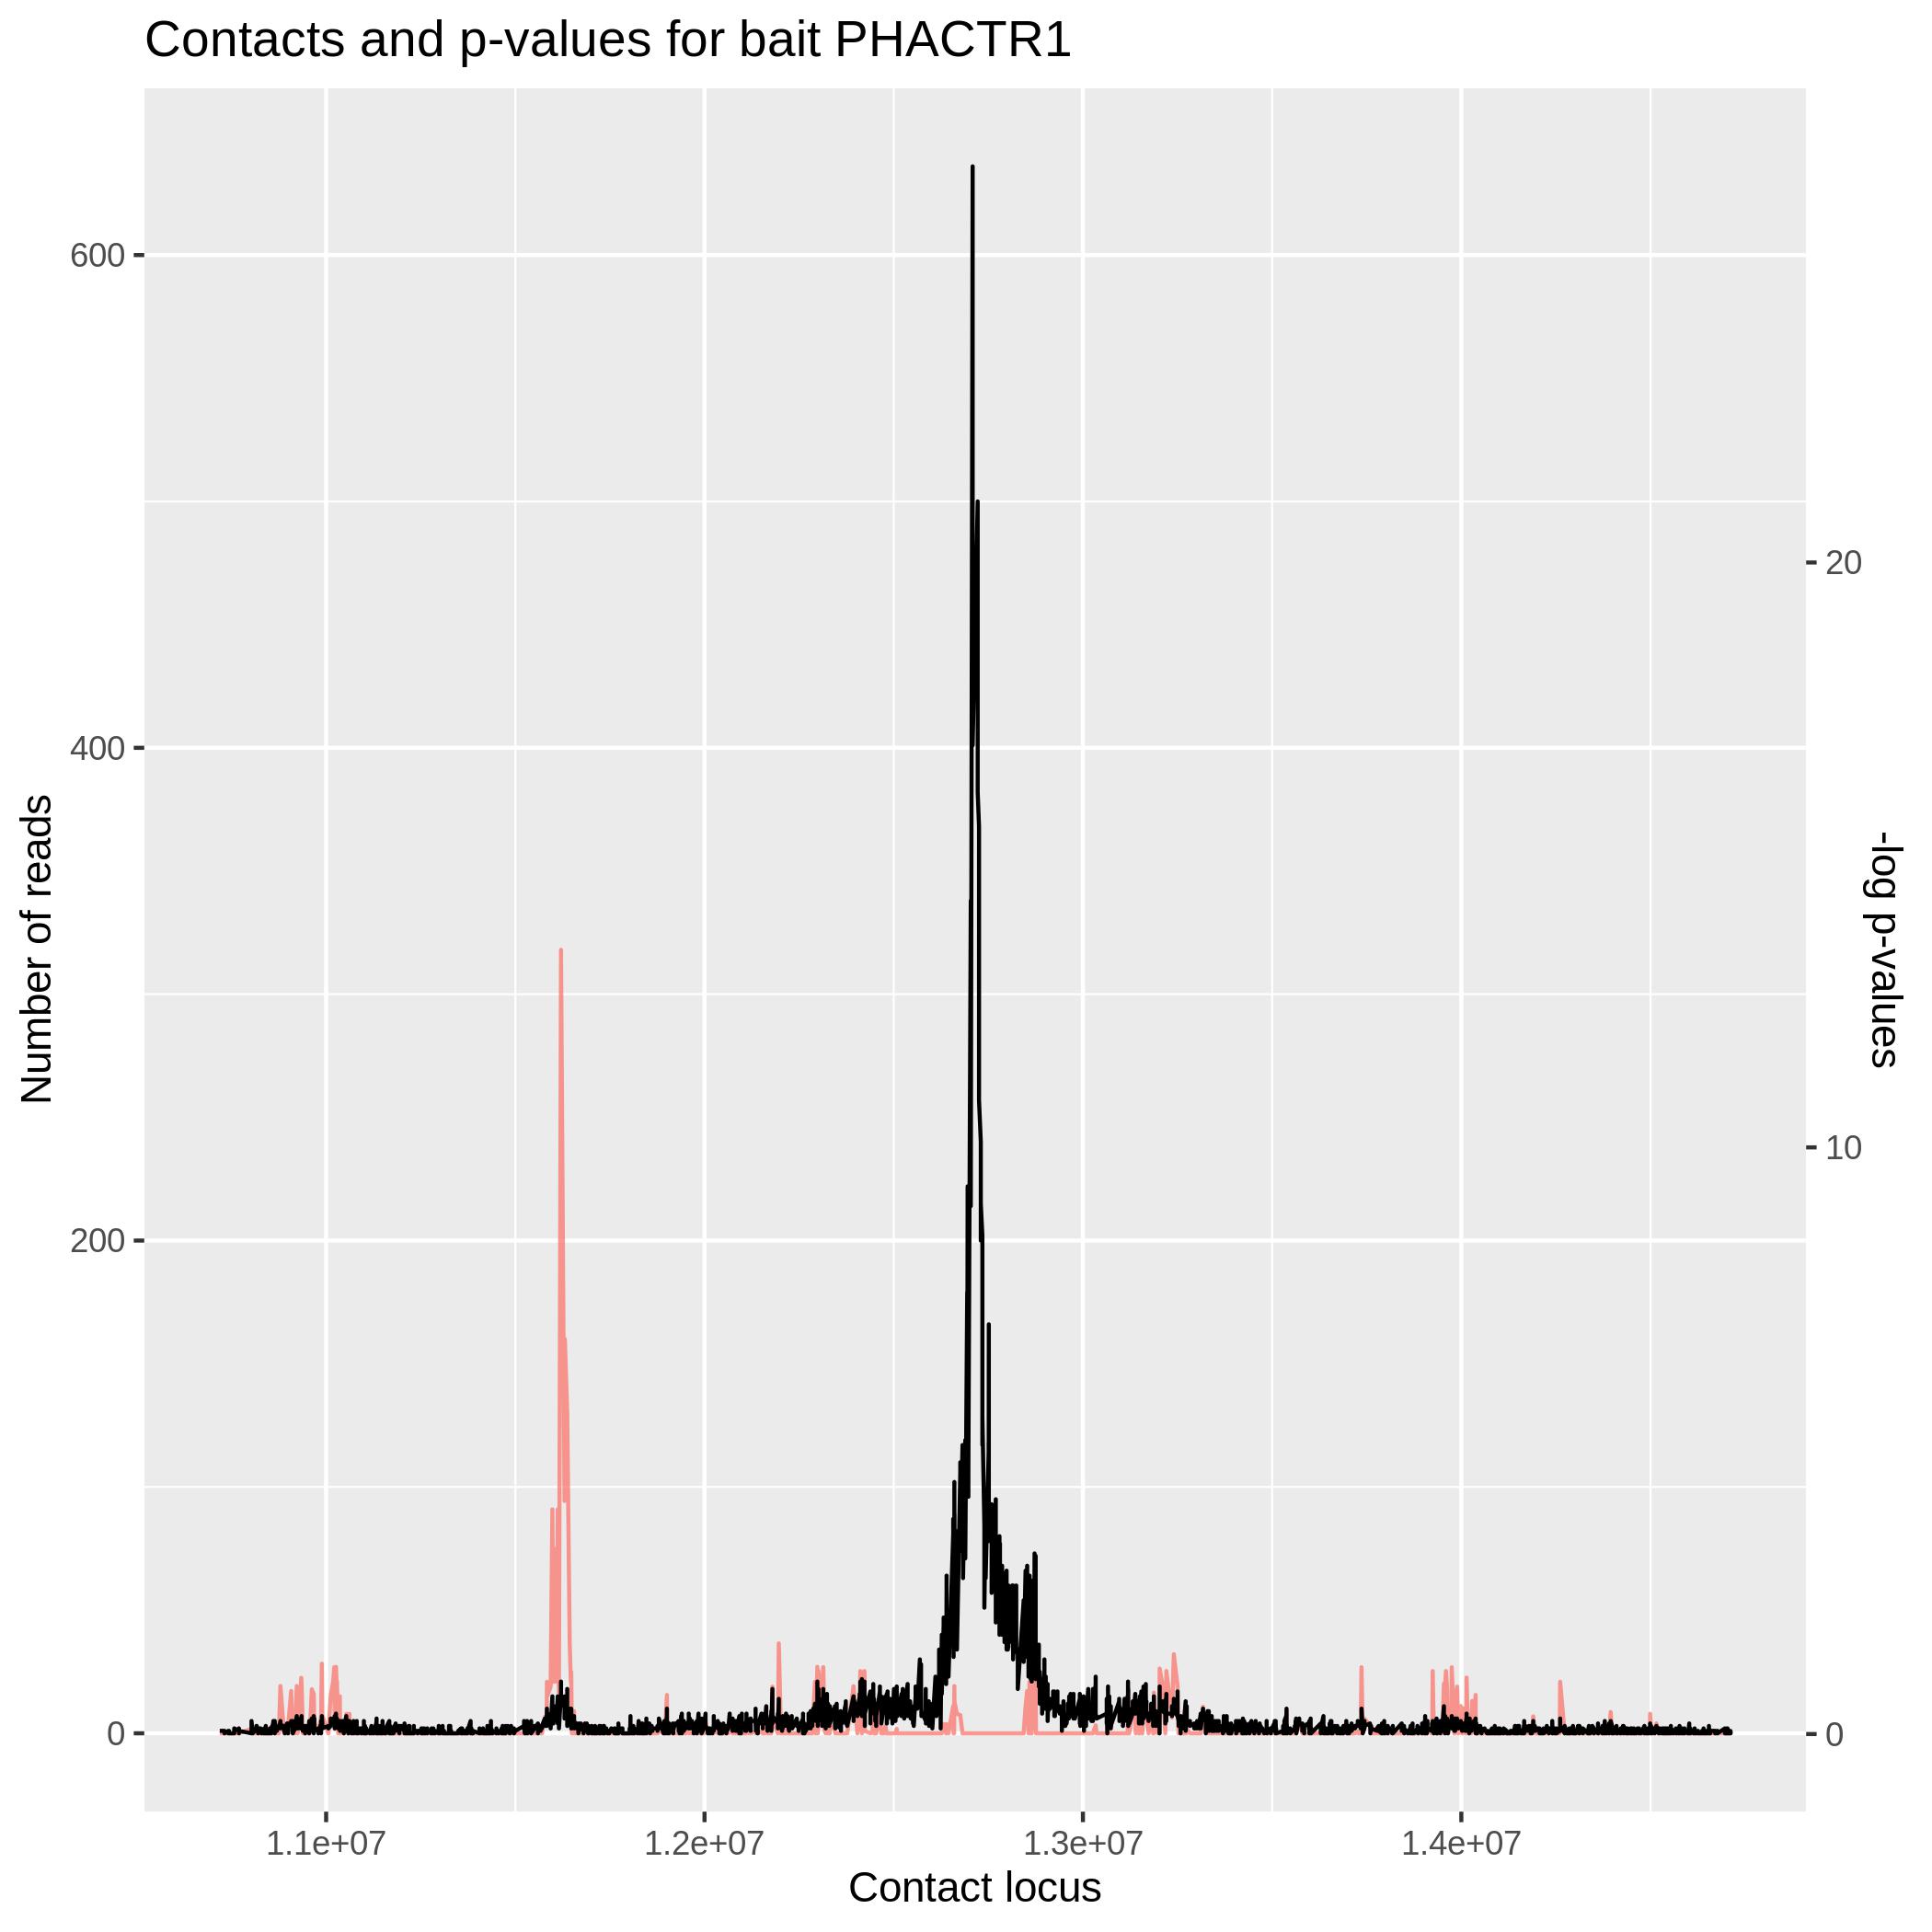 Contacts and p-values for bait PHACTR1
600
400
200
0
20
10
0
Number of reads
-log p-values
1.1e+07
1.2e+07
1.3e+07
1.4e+07
Contact locus